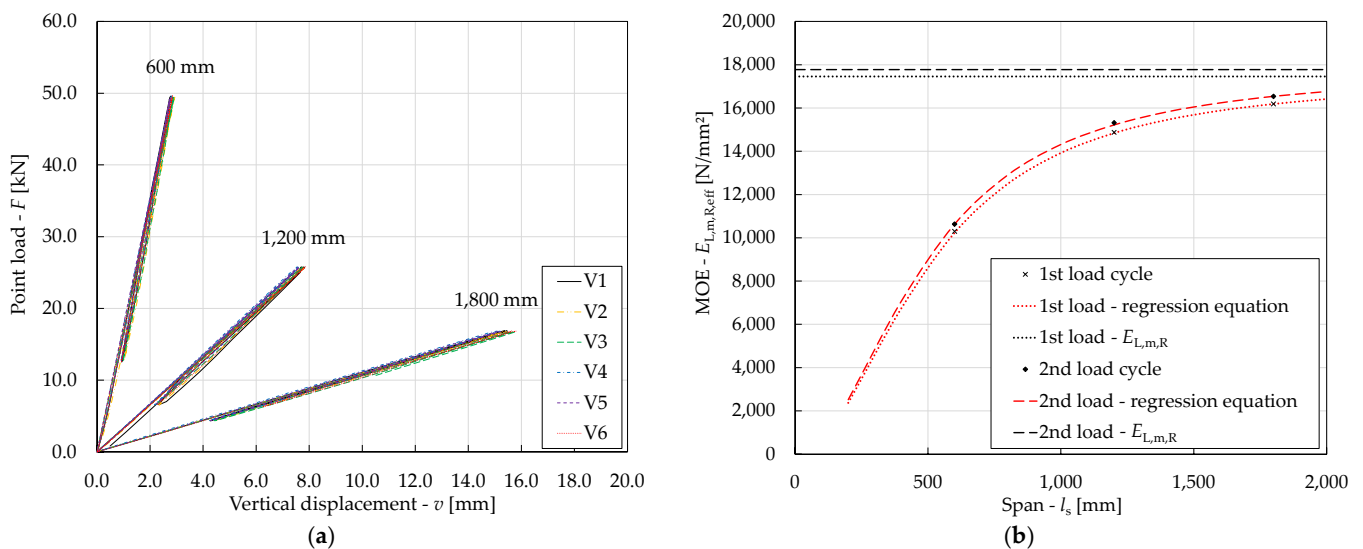 60.0
50.0
40.0
30.0
20.0
10.0
0.0
Point load - F [kN]
600 mm
1,200 mm
1,800 mm
V1
V2
V3
V4
V5
V6
0.0 2.0 4.0 6.0 8.0 10.0 12.0 14.0 16.0 18.0 20.0
Vertical displacement - v [mm]
(a)
20,000
18,000
16,000
14,000
12,000
10,000
8,000
6,000
4,000
2,000
0
MOE - E_L,m,R,eff [N/mm²]
1st load cycle
1st load - regression equation
1st load - E_L,m,R
2nd load cycle
2nd load - regression equation
2nd load - E_L,m,R
0 500 1,000 1,500 2,000
Span - l_s [mm]
(b)